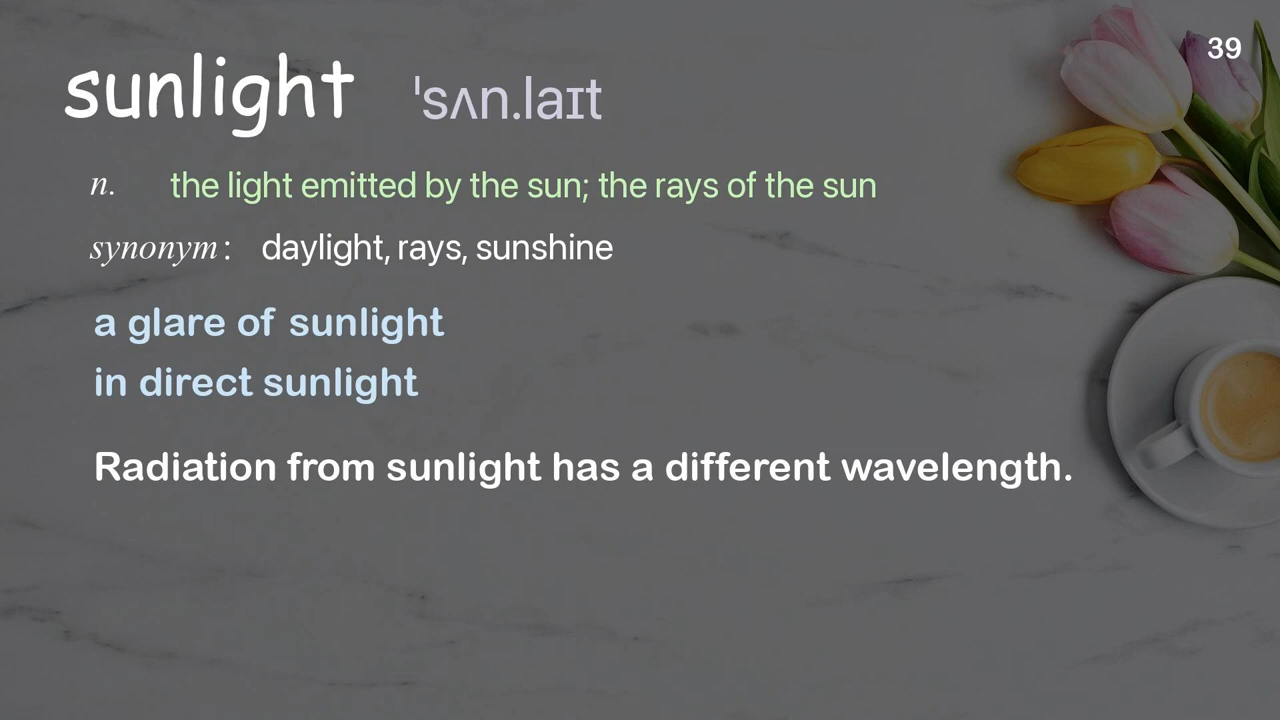 39
sunlight ˈsʌn.laɪt
n. the light emitted by the sun; the rays of the sun
synonym: daylight, rays, sunshine
a glare of sunlight
in direct sunlight
Radiation from sunlight has a different wavelength.